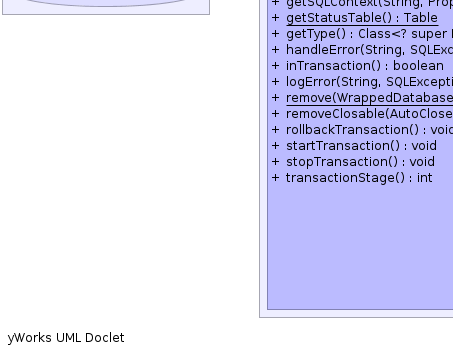 + getSQLContext(String, Prop
+ getStatusTable() : Table
+ getType() : Class<? super
+ handleError(String, SQLExc
+ inTransaction() : boolean
+ logError(String, SQLExcepti
+ remove(WrappedDatabase
+ removeClosable(AutoClose
+ rollbackTransaction() : void
+ startTransaction() : void
+ stopTransaction() : void
+ transactionStage() : int
yWorks UML Doclet